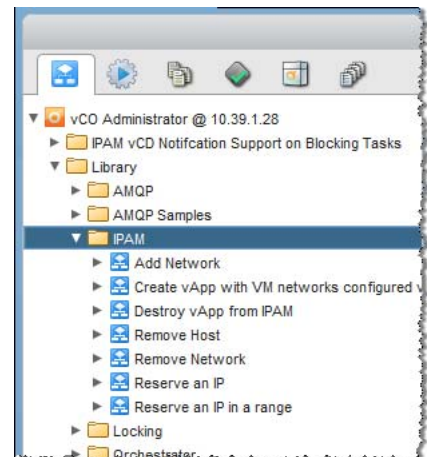 vCO Administrator @ 10.39.1.28
IPAM vCD Notifcation Support on Blocking Tasks
Library
AMQP
AMQP Samples
IPAM
Add Network
Create vApp with VM networks configured v
Destroy vApp from IPAM
Remove Host
Remove Network
Reserve an IP
Reserve an IP in a range
Locking
Orchestrator